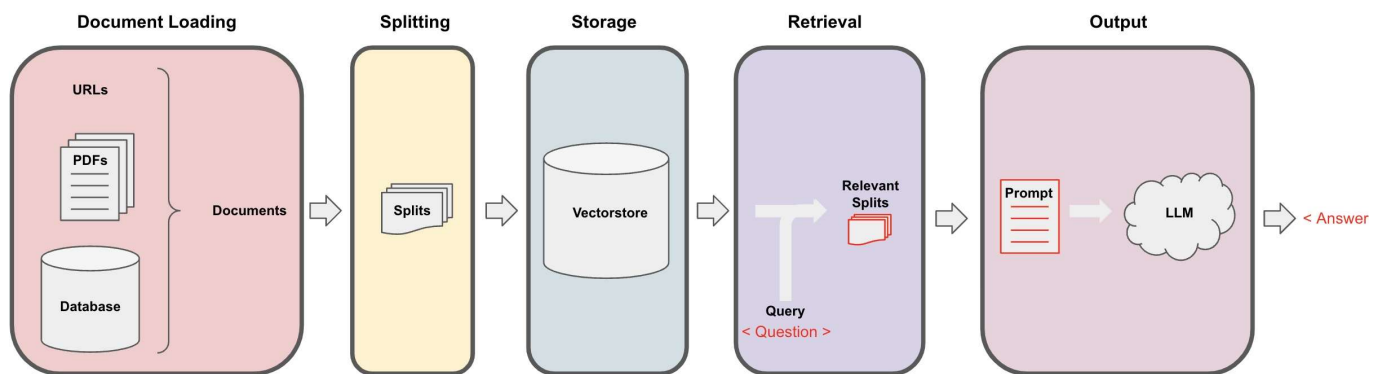 Document Loading
Splitting
Storage
Retrieval
Output
URLs
PDFs
Documents
Database
Splits
Vectorstore
Relevant
Splits
Query
< Question >
Prompt
LLM
< Answer